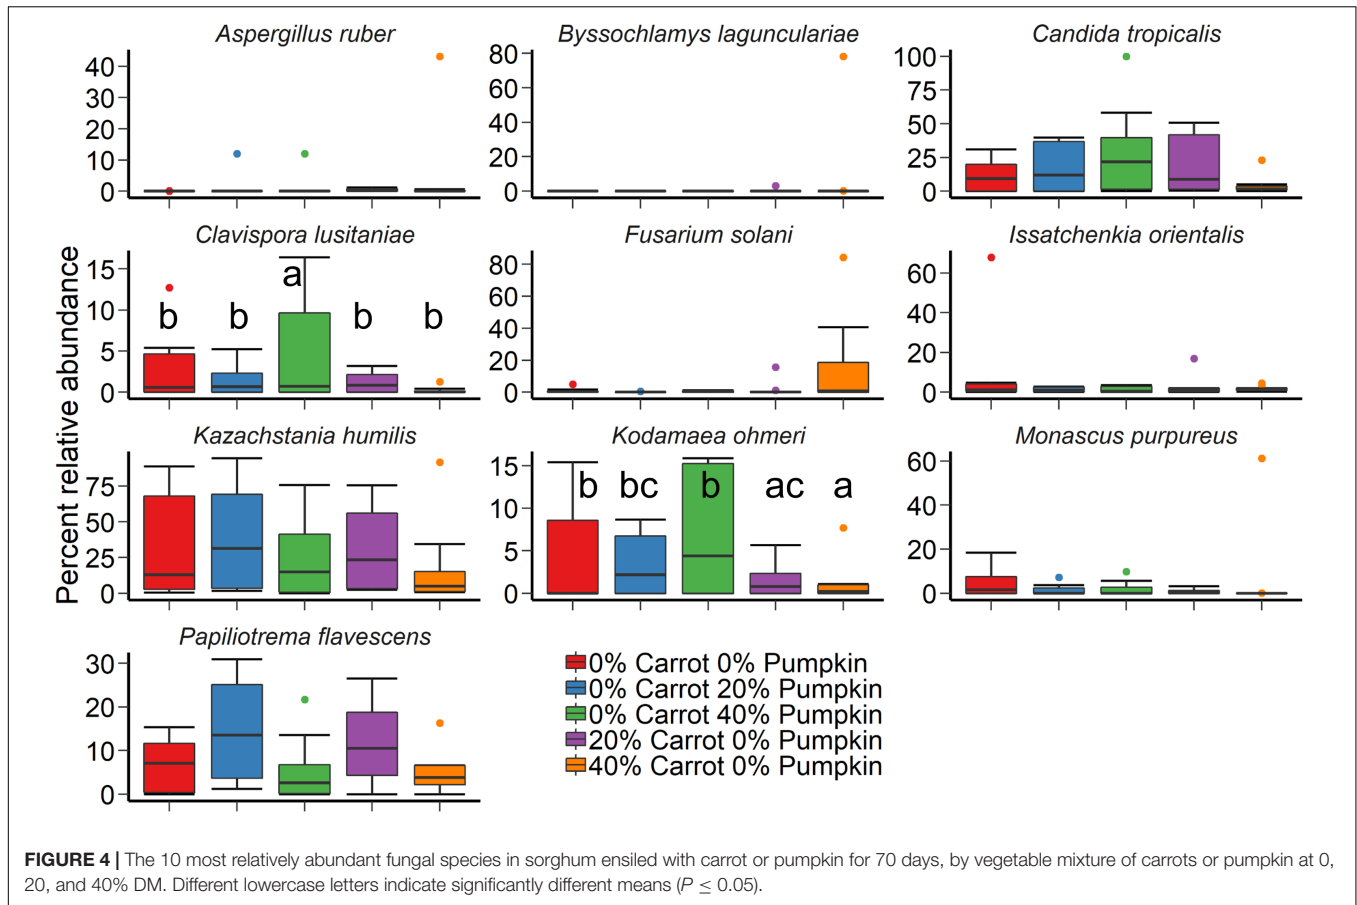 Aspergillus ruber
Byssochlamys lagunculariae
Candida tropicalis
40
30
20
10
0
80
60
40
20
0
100
75
50
25
0
Percent relative abundance
Clavispora lusitaniae
Fusarium solani
Issatchenkia orientalis
15
10
5
0
b b a b b
80
60
40
20
0
60
40
20
0
Kazachstania humilis
Kodamaea ohmeri
Monascus purpureus
75
50
25
0
15
10
5
0
b bc b ac a
60
40
20
0
Papiliotrema flavescens
30
20
10
0
0% Carrot 0% Pumpkin
0% Carrot 20% Pumpkin
0% Carrot 40% Pumpkin
20% Carrot 0% Pumpkin
40% Carrot 0% Pumpkin
FIGURE 4 | The 10 most relatively abundant fungal species in sorghum ensiled with carrot or pumpkin for 70 days, by vegetable mixture of carrots or pumpkin at 0,
20, and 40% DM. Different lowercase letters indicate significantly different means (P ≤ 0.05).